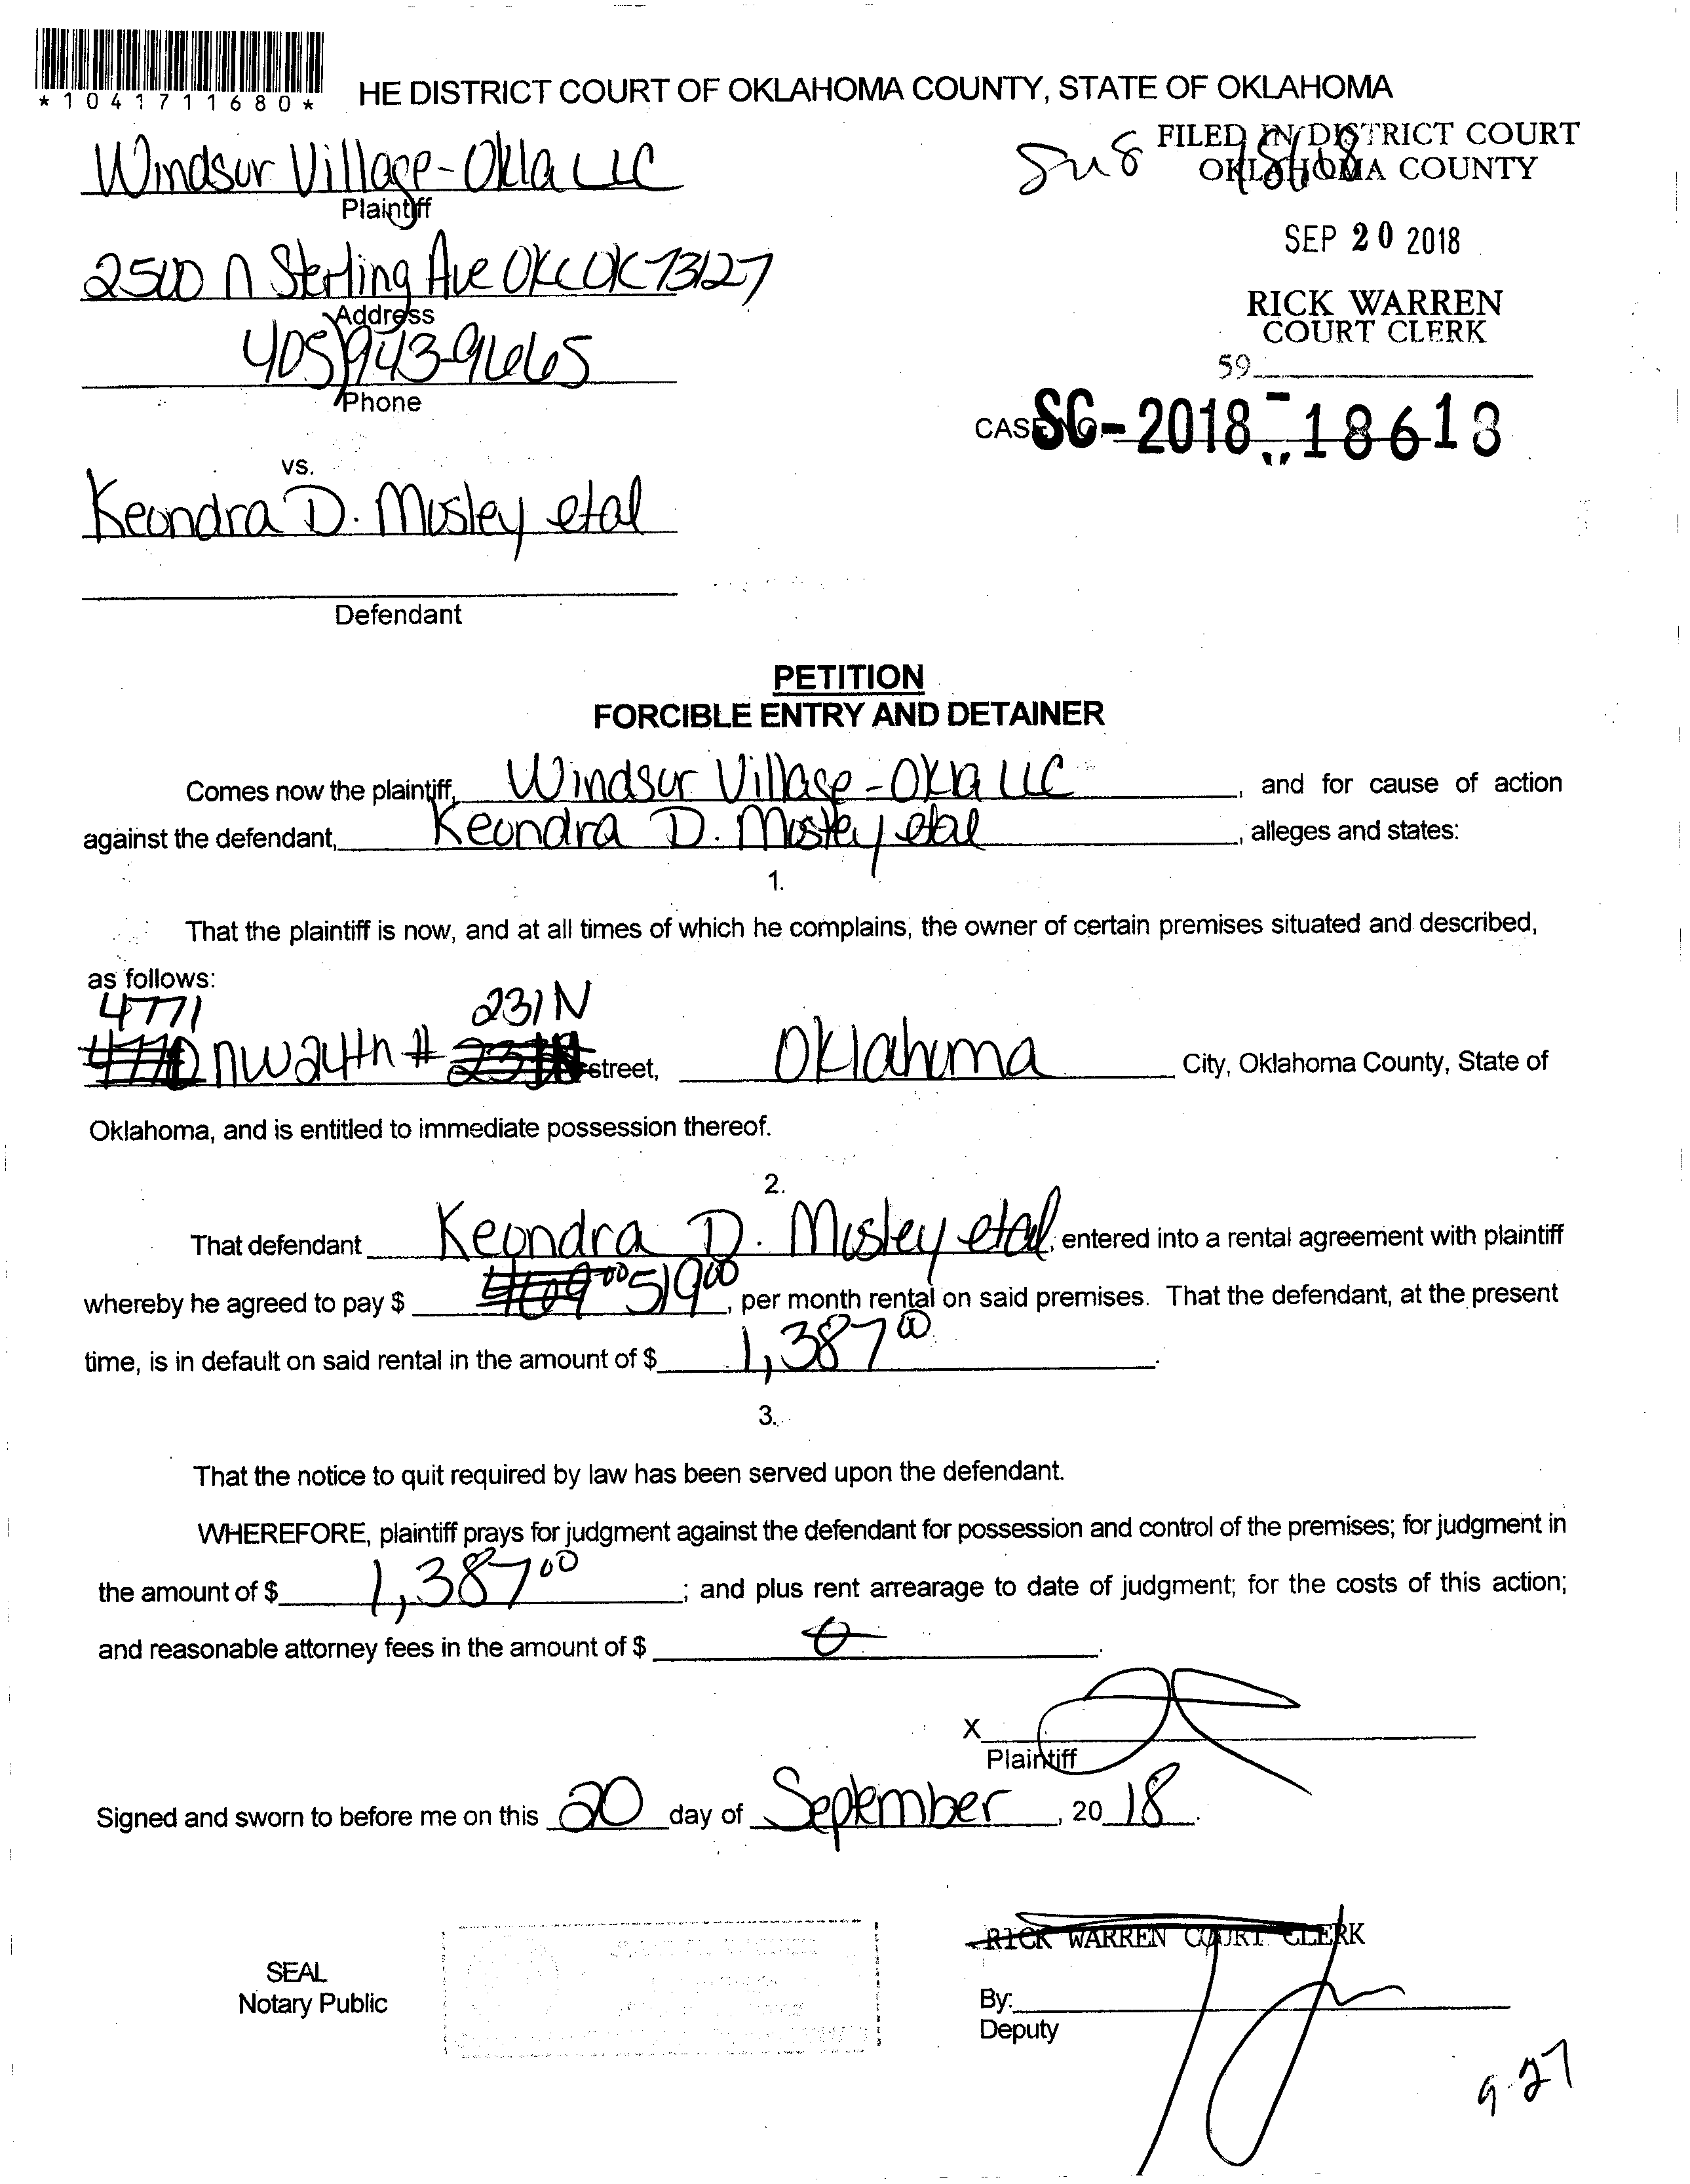 *1041711680*
HE DISTRICT COURT OF OKLAHOMA COUNTY, STATE OF OKLAHOMA
Windsor Village-Okla LLC
Plaintiff
FILED IN DISTRICT COURT
OKLAHOMA COUNTY
2500 N Sterling Ave OKC OK 73127
Address
SEP 20 2018
405)943-9665
Phone
RICK WARREN
COURT CLERK
59
CASE NO. SC-2018-18618
vs.
Keondra D. Mosley etal
Defendant
PETITION
FORCIBLE ENTRY AND DETAINER
Comes now the plaintiff, Windsor Village-Okla LLC, and for cause of action
against the defendant, Keondra D. Mosley etal, alleges and states:
1.
That the plaintiff is now, and at all times of which he complains, the owner of certain premises situated and described,
as follows:
4771 231N
4770 NW 24th # 231N street, Oklahoma City, Oklahoma County, State of
Oklahoma, and is entitled to immediate possession thereof.
2.
That defendant Keondra D. Mosley etal, entered into a rental agreement with plaintiff
whereby he agreed to pay $ 519 00, per month rental on said premises. That the defendant, at the present
time, is in default on said rental in the amount of $ 1,387 00.
3.
That the notice to quit required by law has been served upon the defendant.
WHEREFORE, plaintiff prays for judgment against the defendant for possession and control of the premises; for judgment in
the amount of $ 1,387 00; and plus rent arrearage to date of judgment; for the costs of this action;
and reasonable attorney fees in the amount of $ 0.
X
Plaintiff
Signed and sworn to before me on this 20 day of September, 20 18.
RICK WARREN COURT CLERK
SEAL
Notary Public
By:
Deputy
9-27